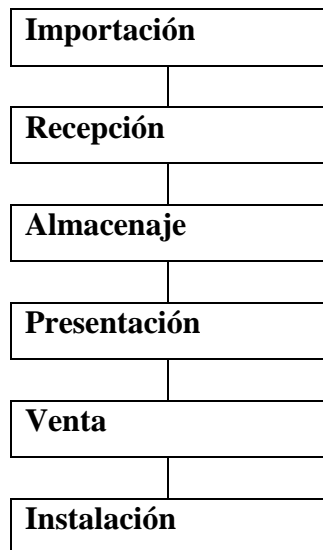 Importación
Recepción
Almacenaje
Presentación
Venta
Instalación